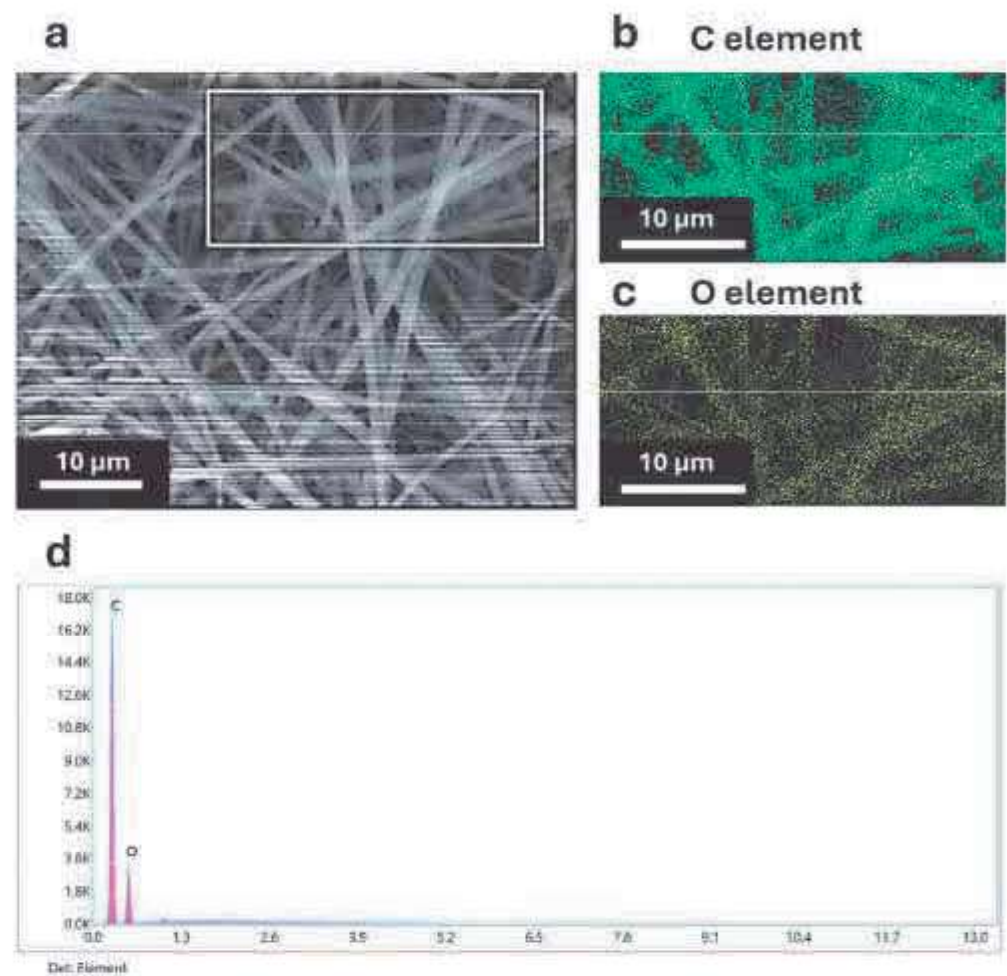 a
b C element
10 µm
10 µm
c O element
10 µm
d
18.0K
16.2K
14.4K
12.6K
10.8K
9.0K
7.2K
5.4K
3.6K
1.8K
0.0K
C
O
0.0 1.3 2.6 3.9 5.2 6.5 7.8 9.1 10.4 11.7 13.0
Det: Element